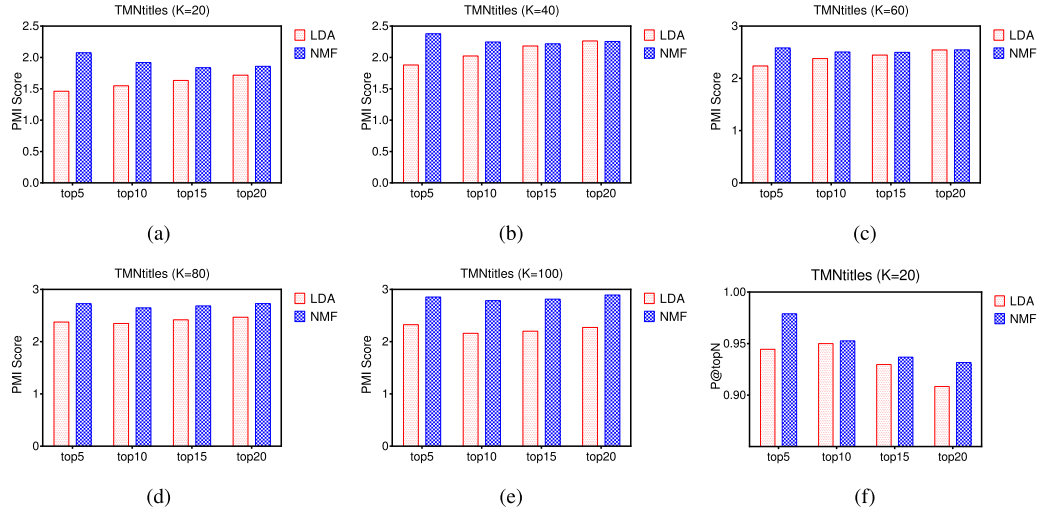 TMNtitles (K=20)
PMI Score
2.5
2.0
1.5
1.0
0.5
0.0
top5 top10 top15 top20
LDA
NMF
(a)
TMNtitles (K=40)
PMI Score
2.5
2.0
1.5
1.0
0.5
0.0
top5 top10 top15 top20
LDA
NMF
(b)
TMNtitles (K=60)
PMI Score
3
2
1
0
top5 top10 top15 top20
LDA
NMF
(c)
TMNtitles (K=80)
PMI Score
3
2
1
0
top5 top10 top15 top20
LDA
NMF
(d)
TMNtitles (K=100)
PMI Score
3
2
1
0
top5 top10 top15 top20
LDA
NMF
(e)
TMNtitles (K=20)
P@topN
1.00
0.95
0.90
top5 top10 top15 top20
LDA
NMF
(f)